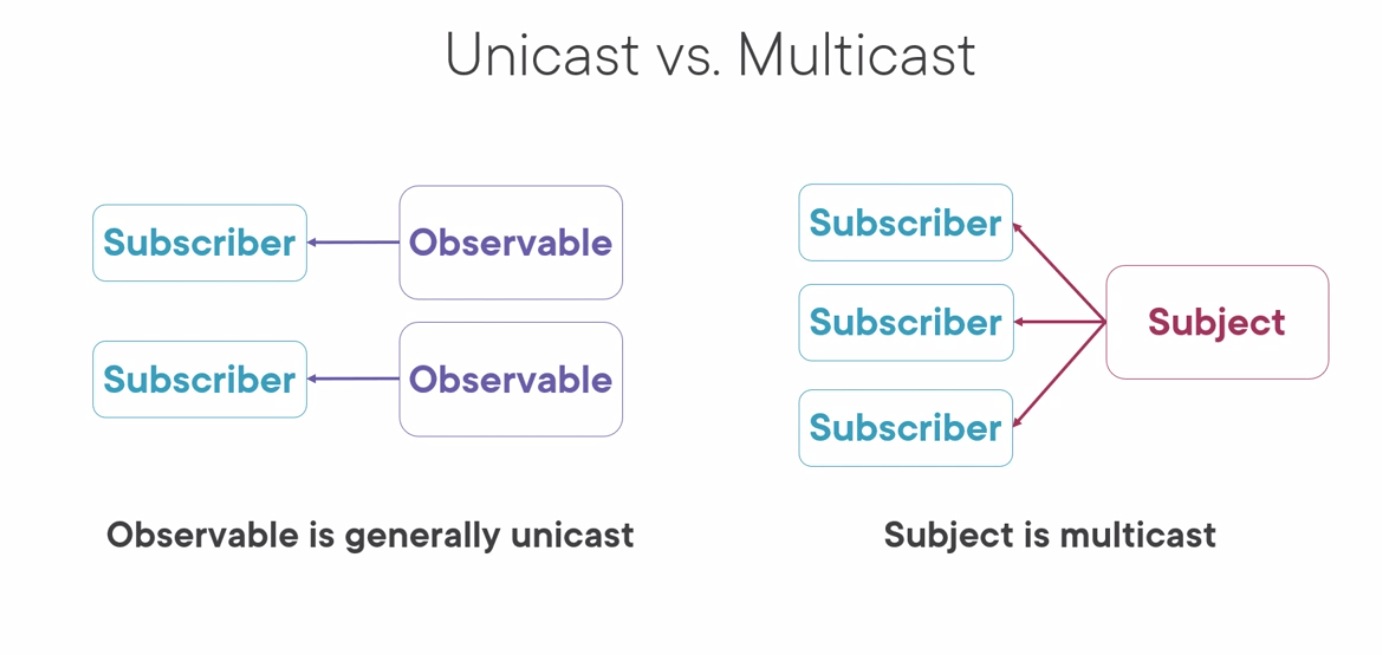 Unicast vs. Multicast
Subscriber
Observable
Subscriber
Observable
Observable is generally unicast
Subscriber
Subscriber
Subscriber
Subject
Subject is multicast